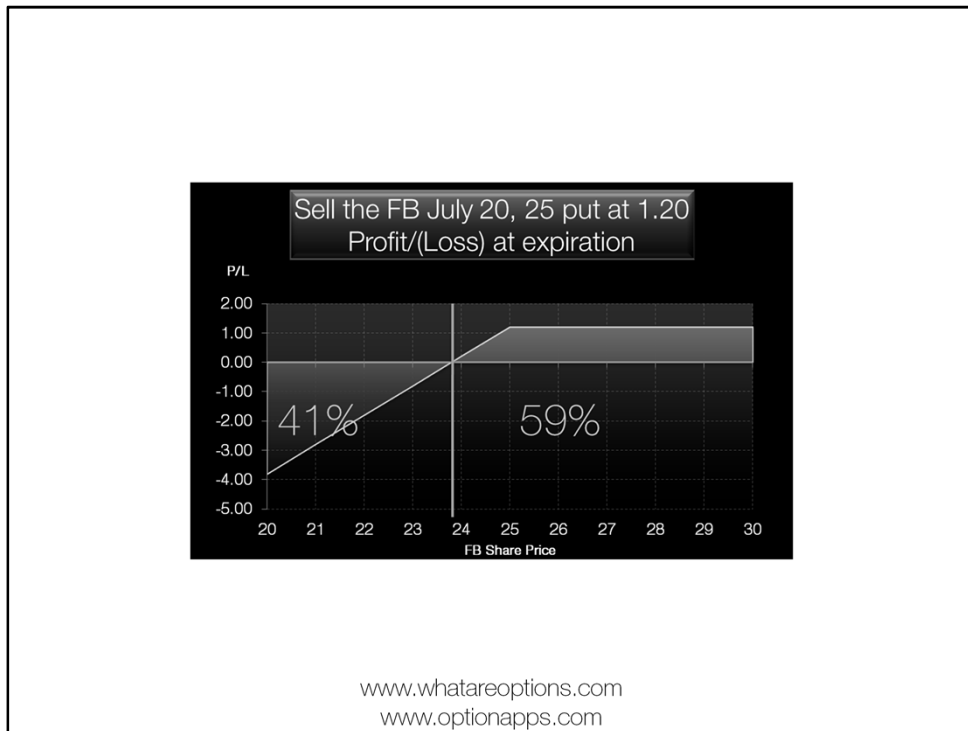 Sell the FB July 20, 25 put at 1.20
Profit/(Loss) at expiration
P/L
2.00
1.00
0.00
-1.00
-2.00
-3.00
-4.00
-5.00
41%
59%
20 21 22 23 24 25 26 27 28 29 30
FB Share Price
www.whatareoptions.com
www.optionapps.com